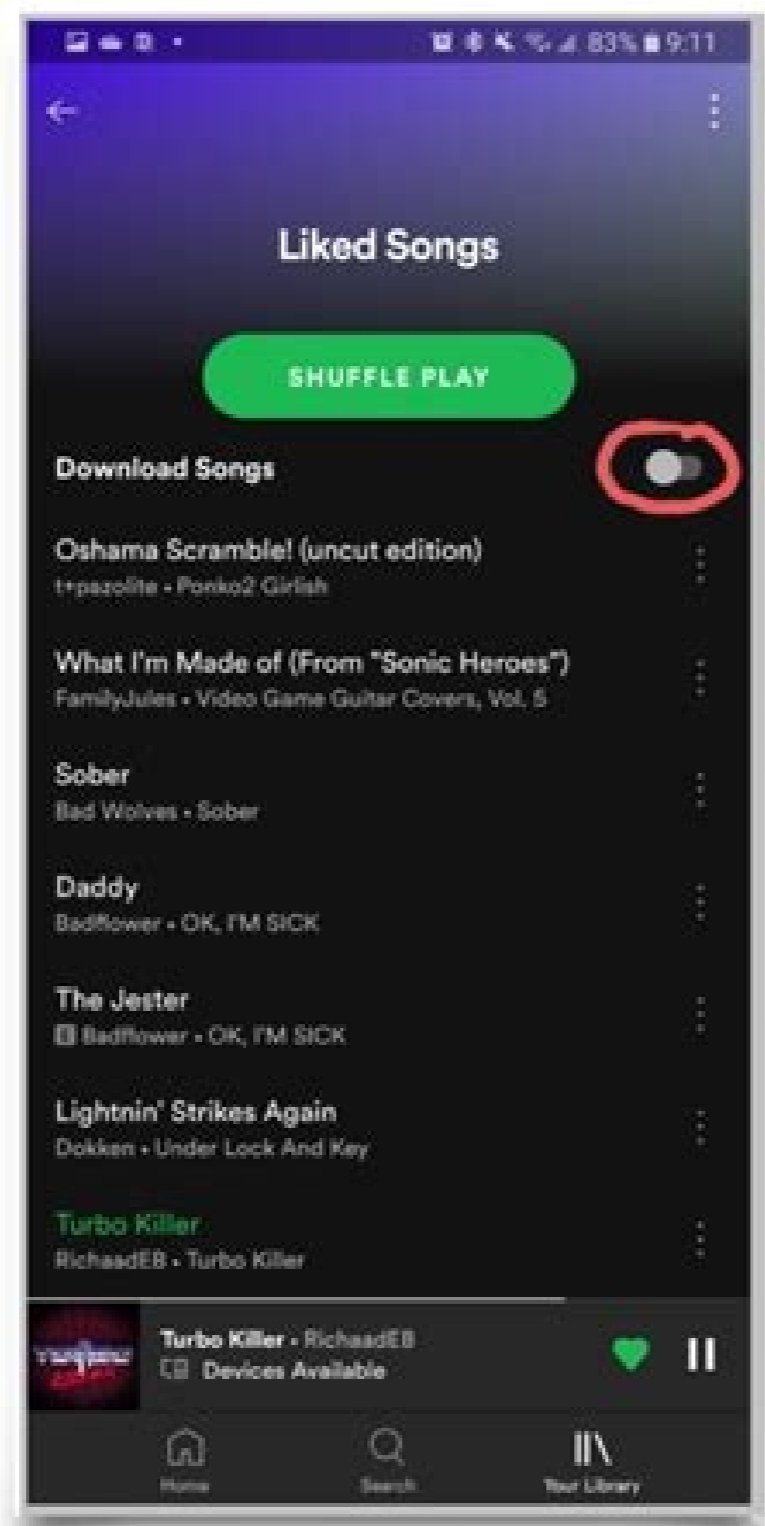 83% 9:11
Liked Songs
SHUFFLE PLAY
Download Songs
Oshama Scramble! (uncut edition)
t+pazolite • Ponko2 Girlish
What I'm Made of (From "Sonic Heroes")
FamilyJules • Video Game Guitar Covers, Vol. 5
Sober
Bad Wolves • Sober
Daddy
Badflower • OK, I'M SICK
The Jester
E Badflower • OK, I'M SICK
Lightnin' Strikes Again
Dokken • Under Lock And Key
Turbo Killer
RichaadEB • Turbo Killer
Turbo Killer • RichaadEB
Devices Available
Home Search Your Library